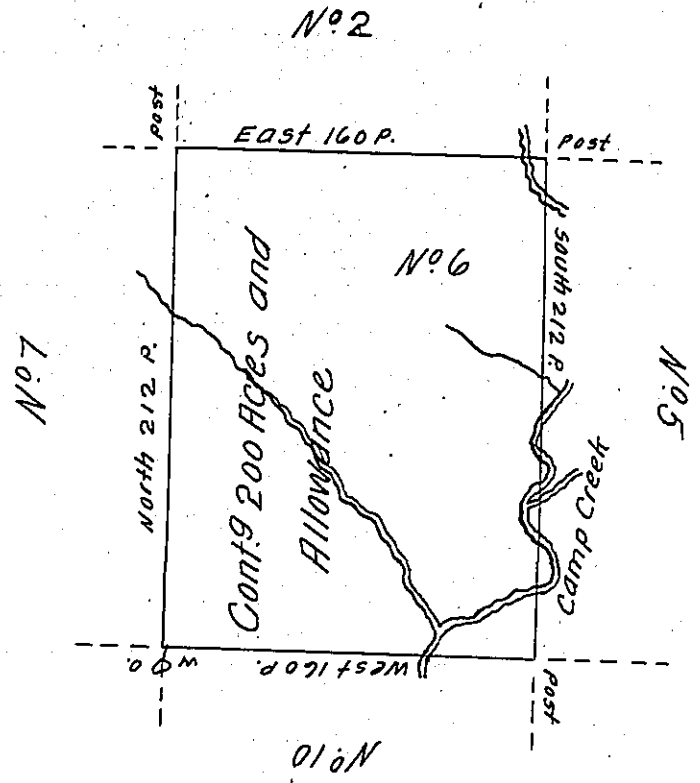 Nº 2
Post
East 160 P.
Post
Nº 6
South 212 P.
Nº 7
North 212 P.
Contg 200 Acres and
Allowance
Nº 5
Camp Creek
W. O.
West 160 P.
Post
Nº 10